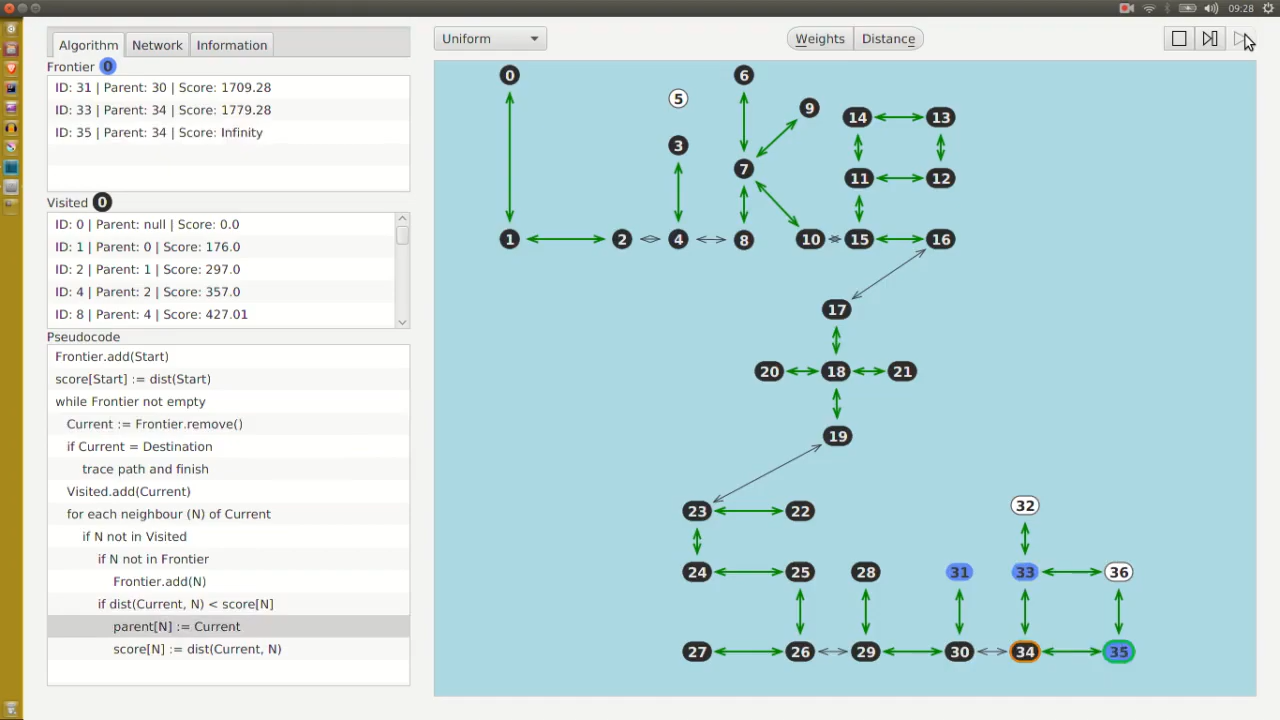 09:28
Algorithm Network Information
Uniform
Weights Distance
Frontier 0
ID: 31 | Parent: 30 | Score: 1709.28
ID: 33 | Parent: 34 | Score: 1779.28
ID: 35 | Parent: 34 | Score: Infinity
Visited 0
ID: 0 | Parent: null | Score: 0.0
ID: 1 | Parent: 0 | Score: 176.0
ID: 2 | Parent: 1 | Score: 297.0
ID: 4 | Parent: 2 | Score: 357.0
ID: 8 | Parent: 4 | Score: 427.01
Pseudocode
Frontier.add(Start)
score[Start] := dist(Start)
while Frontier not empty
Current := Frontier.remove()
if Current = Destination
trace path and finish
Visited.add(Current)
for each neighbour (N) of Current
if N not in Visited
if N not in Frontier
Frontier.add(N)
if dist(Current, N) < score[N]
parent[N] := Current
score[N] := dist(Current, N)
0 6
5 9
14 13
3
7
11 12
1 2 4 8 10 15 16
17
20 18 21
19
23 22 32
24 25 28 31 33 36
27 26 29 30 34 35